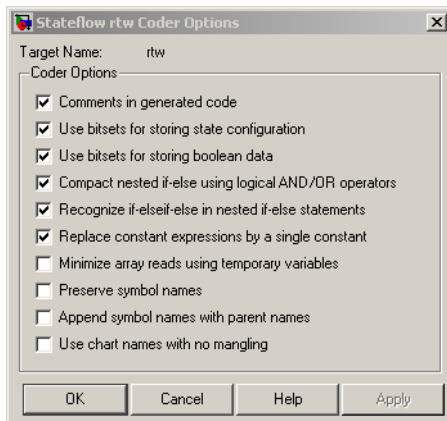 Stateflow rtw Coder Options
Target Name: rtw
Coder Options
Comments in generated code
Use bitsets for storing state configuration
Use bitsets for storing boolean data
Compact nested if-else using logical AND/OR operators
Recognize if-elseif-else in nested if-else statements
Replace constant expressions by a single constant
Minimize array reads using temporary variables
Preserve symbol names
Append symbol names with parent names
Use chart names with no mangling
OK Cancel Help Apply